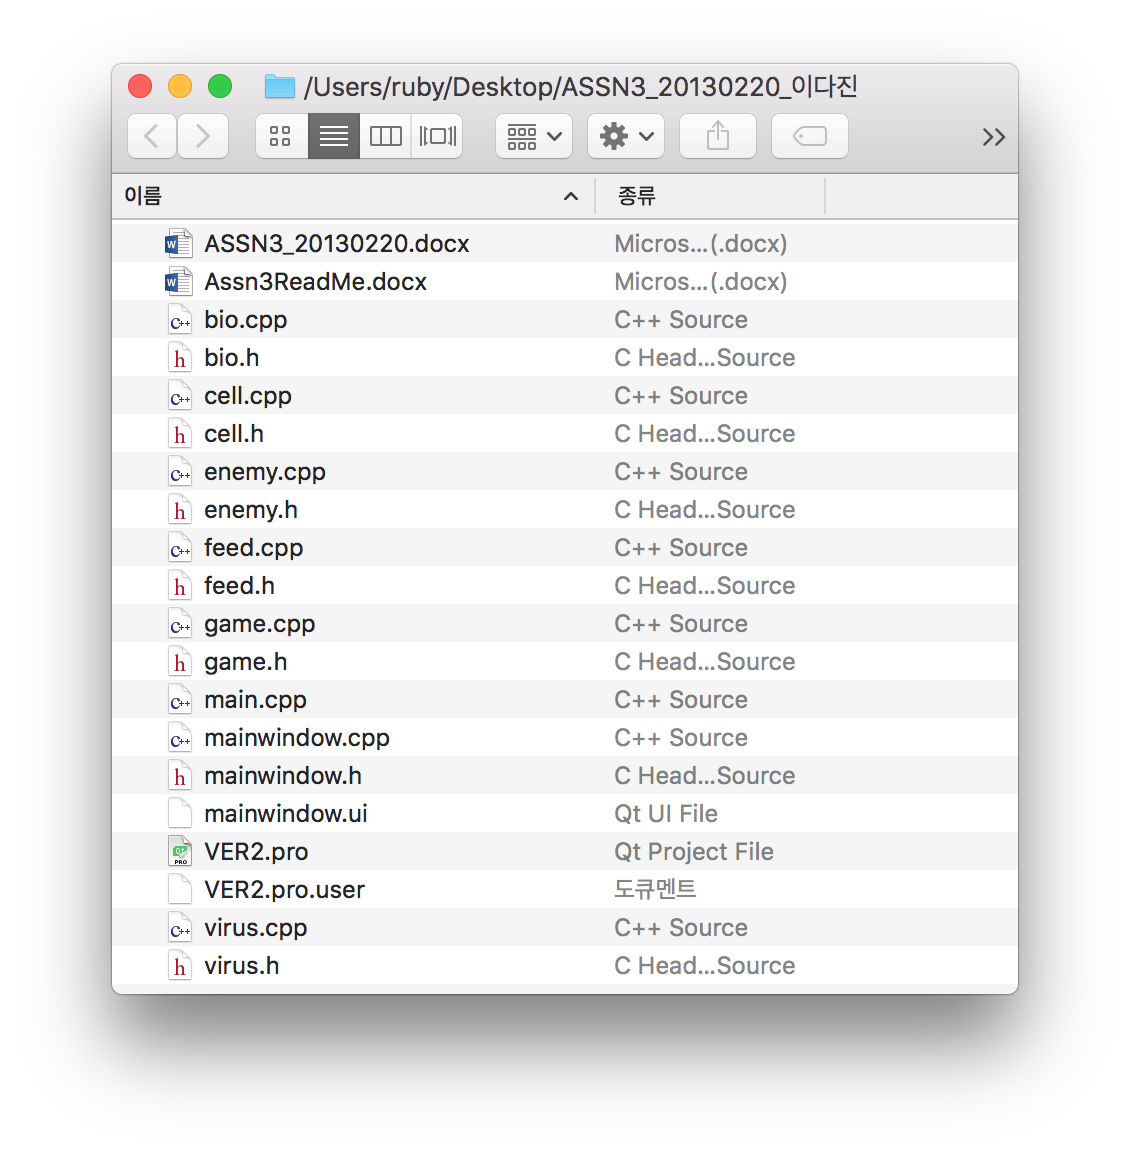 /Users/ruby/Desktop/ASSN3_20130220_이다진
이름 종류
ASSN3_20130220.docx Micros...(.docx)
Assn3ReadMe.docx Micros...(.docx)
bio.cpp C++ Source
bio.h C Head...Source
cell.cpp C++ Source
cell.h C Head...Source
enemy.cpp C++ Source
enemy.h C Head...Source
feed.cpp C++ Source
feed.h C Head...Source
game.cpp C++ Source
game.h C Head...Source
main.cpp C++ Source
mainwindow.cpp C++ Source
mainwindow.h C Head...Source
mainwindow.ui Qt UI File
VER2.pro Qt Project File
VER2.pro.user 도큐멘트
virus.cpp C++ Source
virus.h C Head...Source